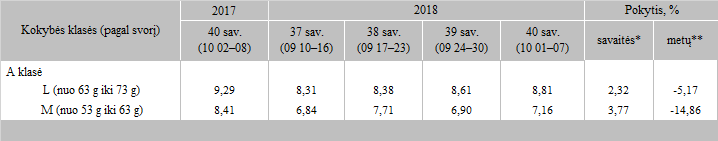 Kokybės klasės (pagal svorį) 2017 2018 Pokytis, %
40 sav. (10 02–08) 37 sav. (09 10–16) 38 sav. (09 17–23) 39 sav. (09 24–30) 40 sav. (10 01–07) savaitės* metų**
A klasė
L (nuo 63 g iki 73 g) 9,29 8,31 8,38 8,61 8,81 2,32 -5,17
M (nuo 53 g iki 63 g) 8,41 6,84 7,71 6,90 7,16 3,77 -14,86